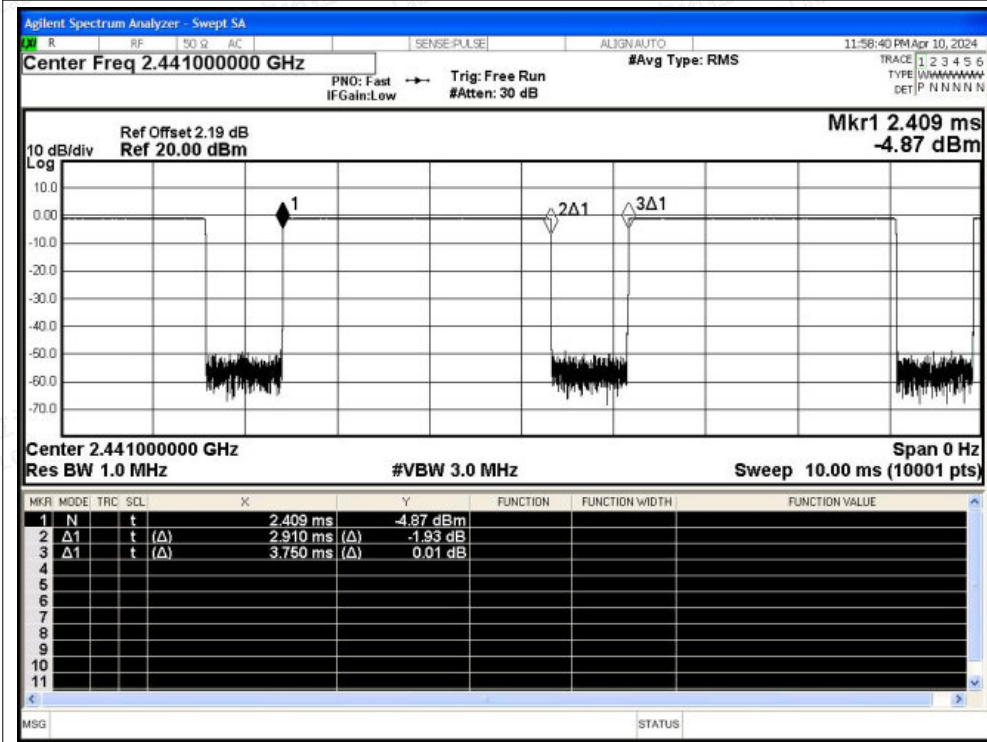 Agilent Spectrum Analyzer - Swept SA
LXI R RF 50 Ω AC SENSE:PULSE ALIGNAUTO 11:58:40 PM Apr 10, 2024
Center Freq 2.441000000 GHz #Avg Type: RMS TRACE 1 2 3 4 5 6
PNO: Fast Trig: Free Run TYPE
IFGain:Low #Atten: 30 dB DET P N N N N N
Mkr1 2.409 ms
-4.87 dBm
Ref Offset 2.19 dB
10 dB/div Ref 20.00 dBm
Log
10.0
0.00
-10.0
-20.0
-30.0
-40.0
-50.0
-60.0
-70.0
1
2Δ1
3Δ1
Center 2.441000000 GHz Span 0 Hz
Res BW 1.0 MHz #VBW 3.0 MHz Sweep 10.00 ms (10001 pts)
MKR MODE TRC SCL X Y FUNCTION FUNCTION WIDTH FUNCTION VALUE
1 N t 2.409 ms -4.87 dBm
2 Δ1 t (Δ) 2.910 ms (Δ) -1.93 dB
3 Δ1 t (Δ) 3.750 ms (Δ) 0.01 dB
4
5
6
7
8
9
10
11
MSG STATUS